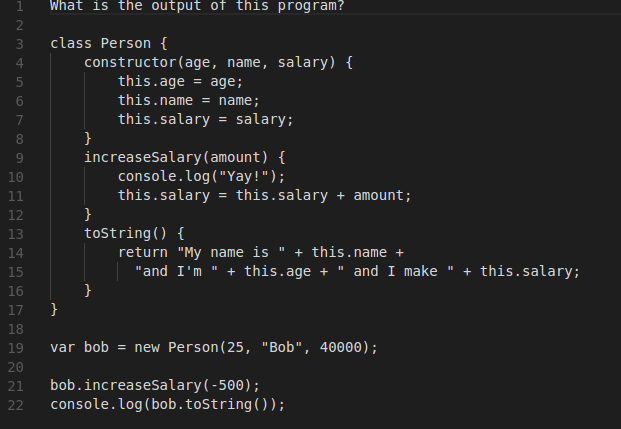 1 What is the output of this program?
2
3 class Person {
4     constructor(age, name, salary) {
5         this.age = age;
6         this.name = name;
7         this.salary = salary;
8     }
9     increaseSalary(amount) {
10         console.log("Yay!");
11         this.salary = this.salary + amount;
12     }
13     toString() {
14         return "My name is " + this.name +
15           "and I'm " + this.age + " and I make " + this.salary;
16     }
17 }
18
19 var bob = new Person(25, "Bob", 40000);
20
21 bob.increaseSalary(-500);
22 console.log(bob.toString());